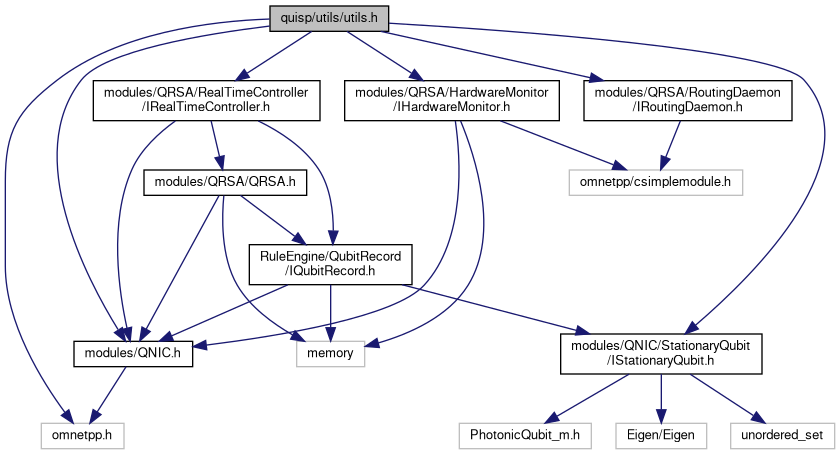 quisp/utils/utils.h
modules/QRSA/RealTimeController
/IRealTimeController.h
modules/QRSA/HardwareMonitor
/IHardwareMonitor.h
modules/QRSA/RoutingDaemon
/IRoutingDaemon.h
modules/QRSA/QRSA.h
omnetpp/csimplemodule.h
RuleEngine/QubitRecord
/IQubitRecord.h
modules/QNIC.h
memory
modules/QNIC/StationaryQubit
/IStationaryQubit.h
omnetpp.h
PhotonicQubit_m.h
Eigen/Eigen
unordered_set